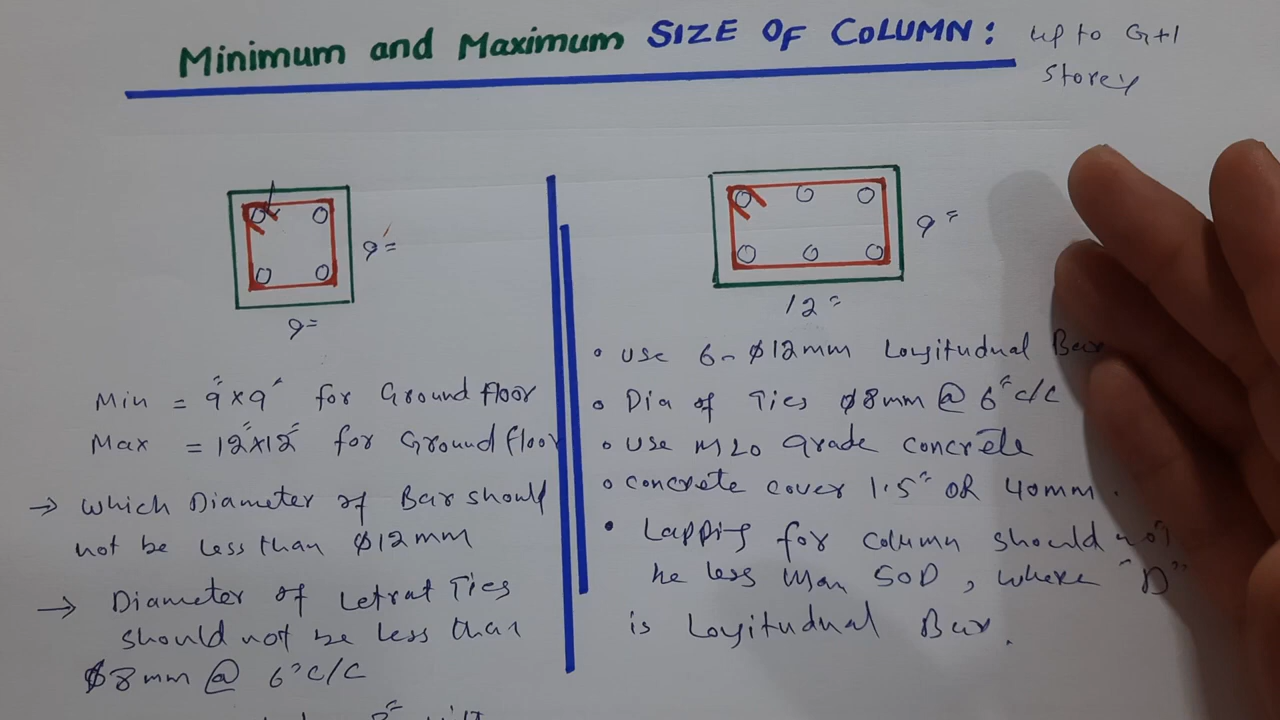 Minimum and Maximum SIZE OF COLUMN: up to G+1
Storey
9"
9"
Min = 9"x9" for Ground floor
Max = 12"x12" for Ground floor
→ which Diameter of Bar should
not be less than ϕ12mm
→ Diameter of Letrat Ties
should not be less than
ϕ8mm @ 6"c/c
9"
12"
• use 6-ϕ12mm Longitudual Bar
• Dia of Ties ϕ8mm @ 6"c/c
• use M20 grade concrete
• concrete cover 1.5" OR 40mm.
• Lapping for column should not
be less than 50D, where "D"
is Longitudual Bar.